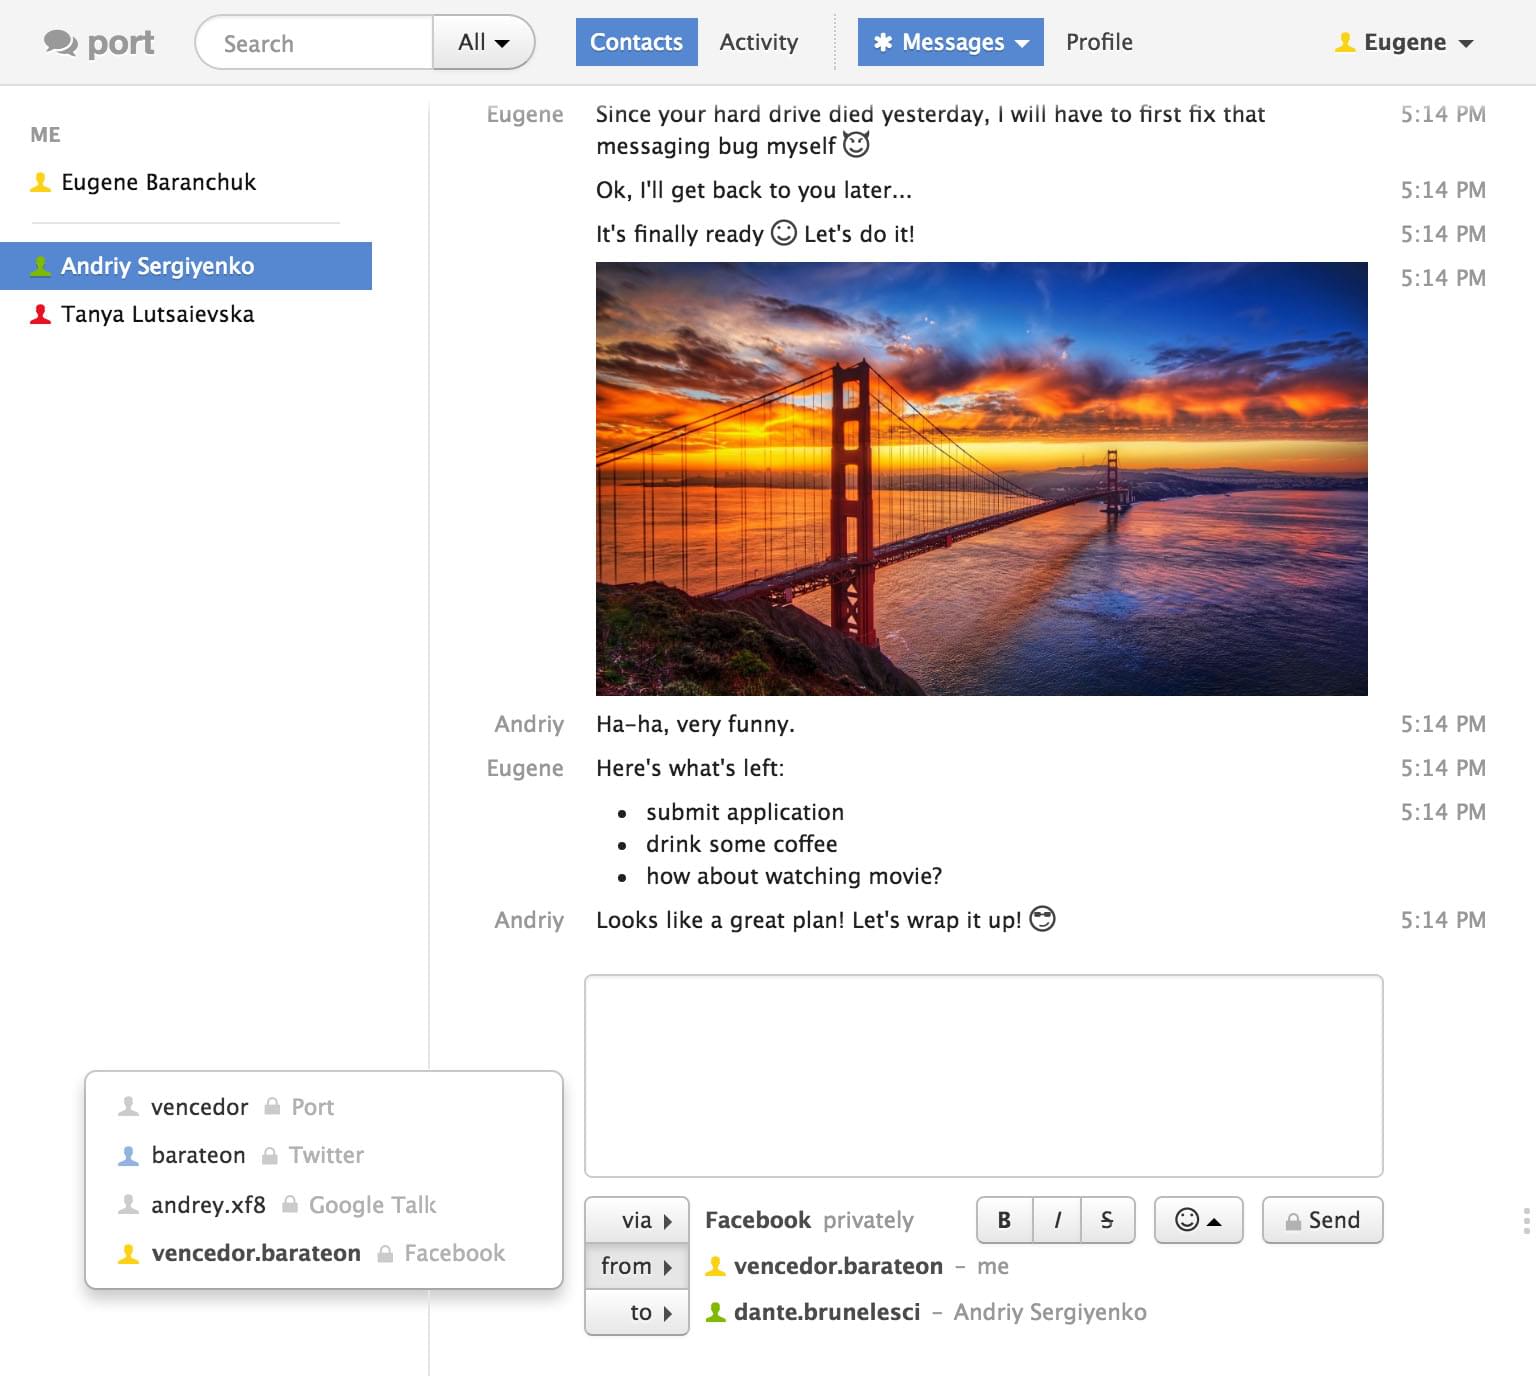 port
Search
All
Contacts
Activity
Messages
Profile
Eugene
ME
Eugene Baranchuk
Andriy Sergiyenko
Tanya Lutsaievska
Eugene Since your hard drive died yesterday, I will have to first fix that 5:14 PM
messaging bug myself
Ok, I'll get back to you later... 5:14 PM
It's finally ready Let's do it! 5:14 PM
5:14 PM
Andriy Ha-ha, very funny. 5:14 PM
Eugene Here's what's left: 5:14 PM
• submit application 5:14 PM
• drink some coffee
• how about watching movie?
Andriy Looks like a great plan! Let's wrap it up! 5:14 PM
vencedor Port
barateon Twitter
andrey.xf8 Google Talk
vencedor.barateon Facebook
via Facebook privately B I S Send
from vencedor.barateon – me
to dante.brunelesci – Andriy Sergiyenko